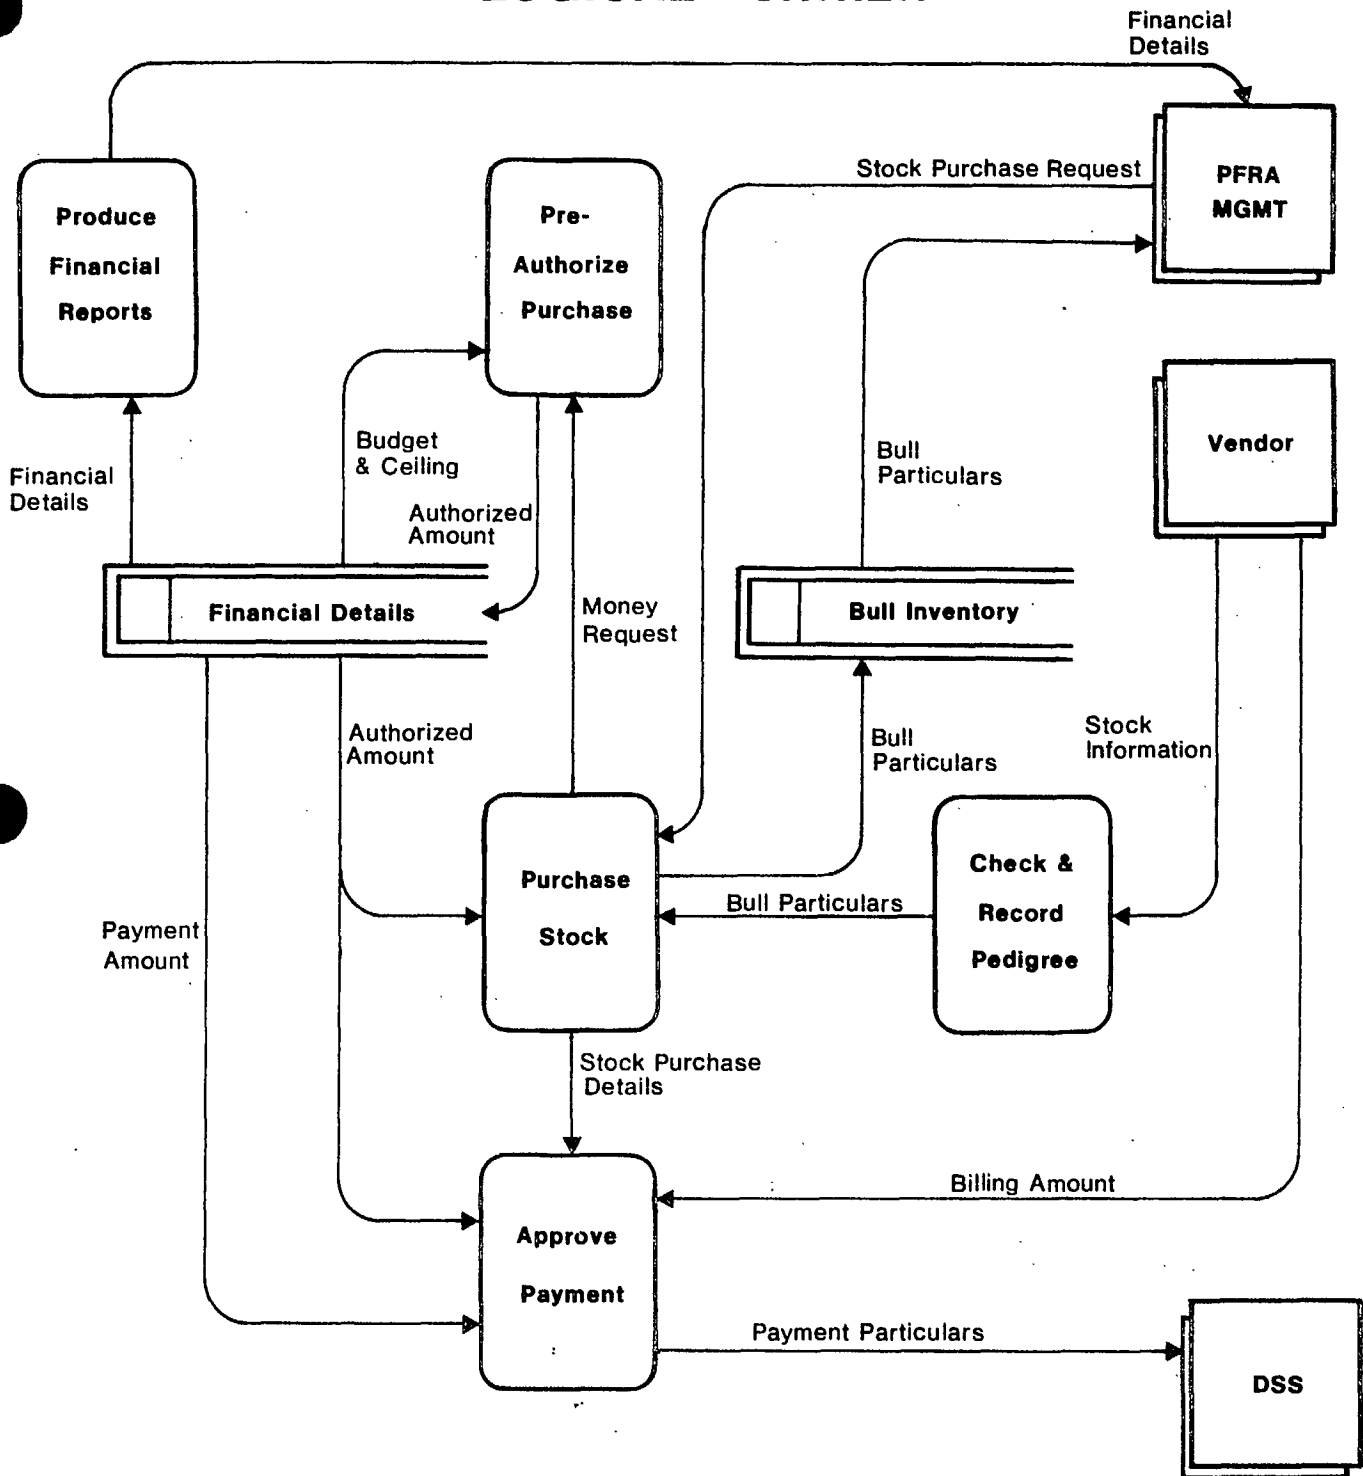 Financial
Details
Stock Purchase Request
PFRA
MGMT
Produce
Financial
Reports
Pre-
Authorize
Purchase
Budget
& Ceiling
Bull
Particulars
Vendor
Financial
Details
Authorized
Amount
Financial Details
Money
Request
Bull Inventory
Authorized
Amount
Bull
Particulars
Stock
Information
Purchase
Stock
Bull Particulars
Check &
Record
Pedigree
Payment
Amount
Stock Purchase
Details
Billing Amount
Approve
Payment
Payment Particulars
DSS